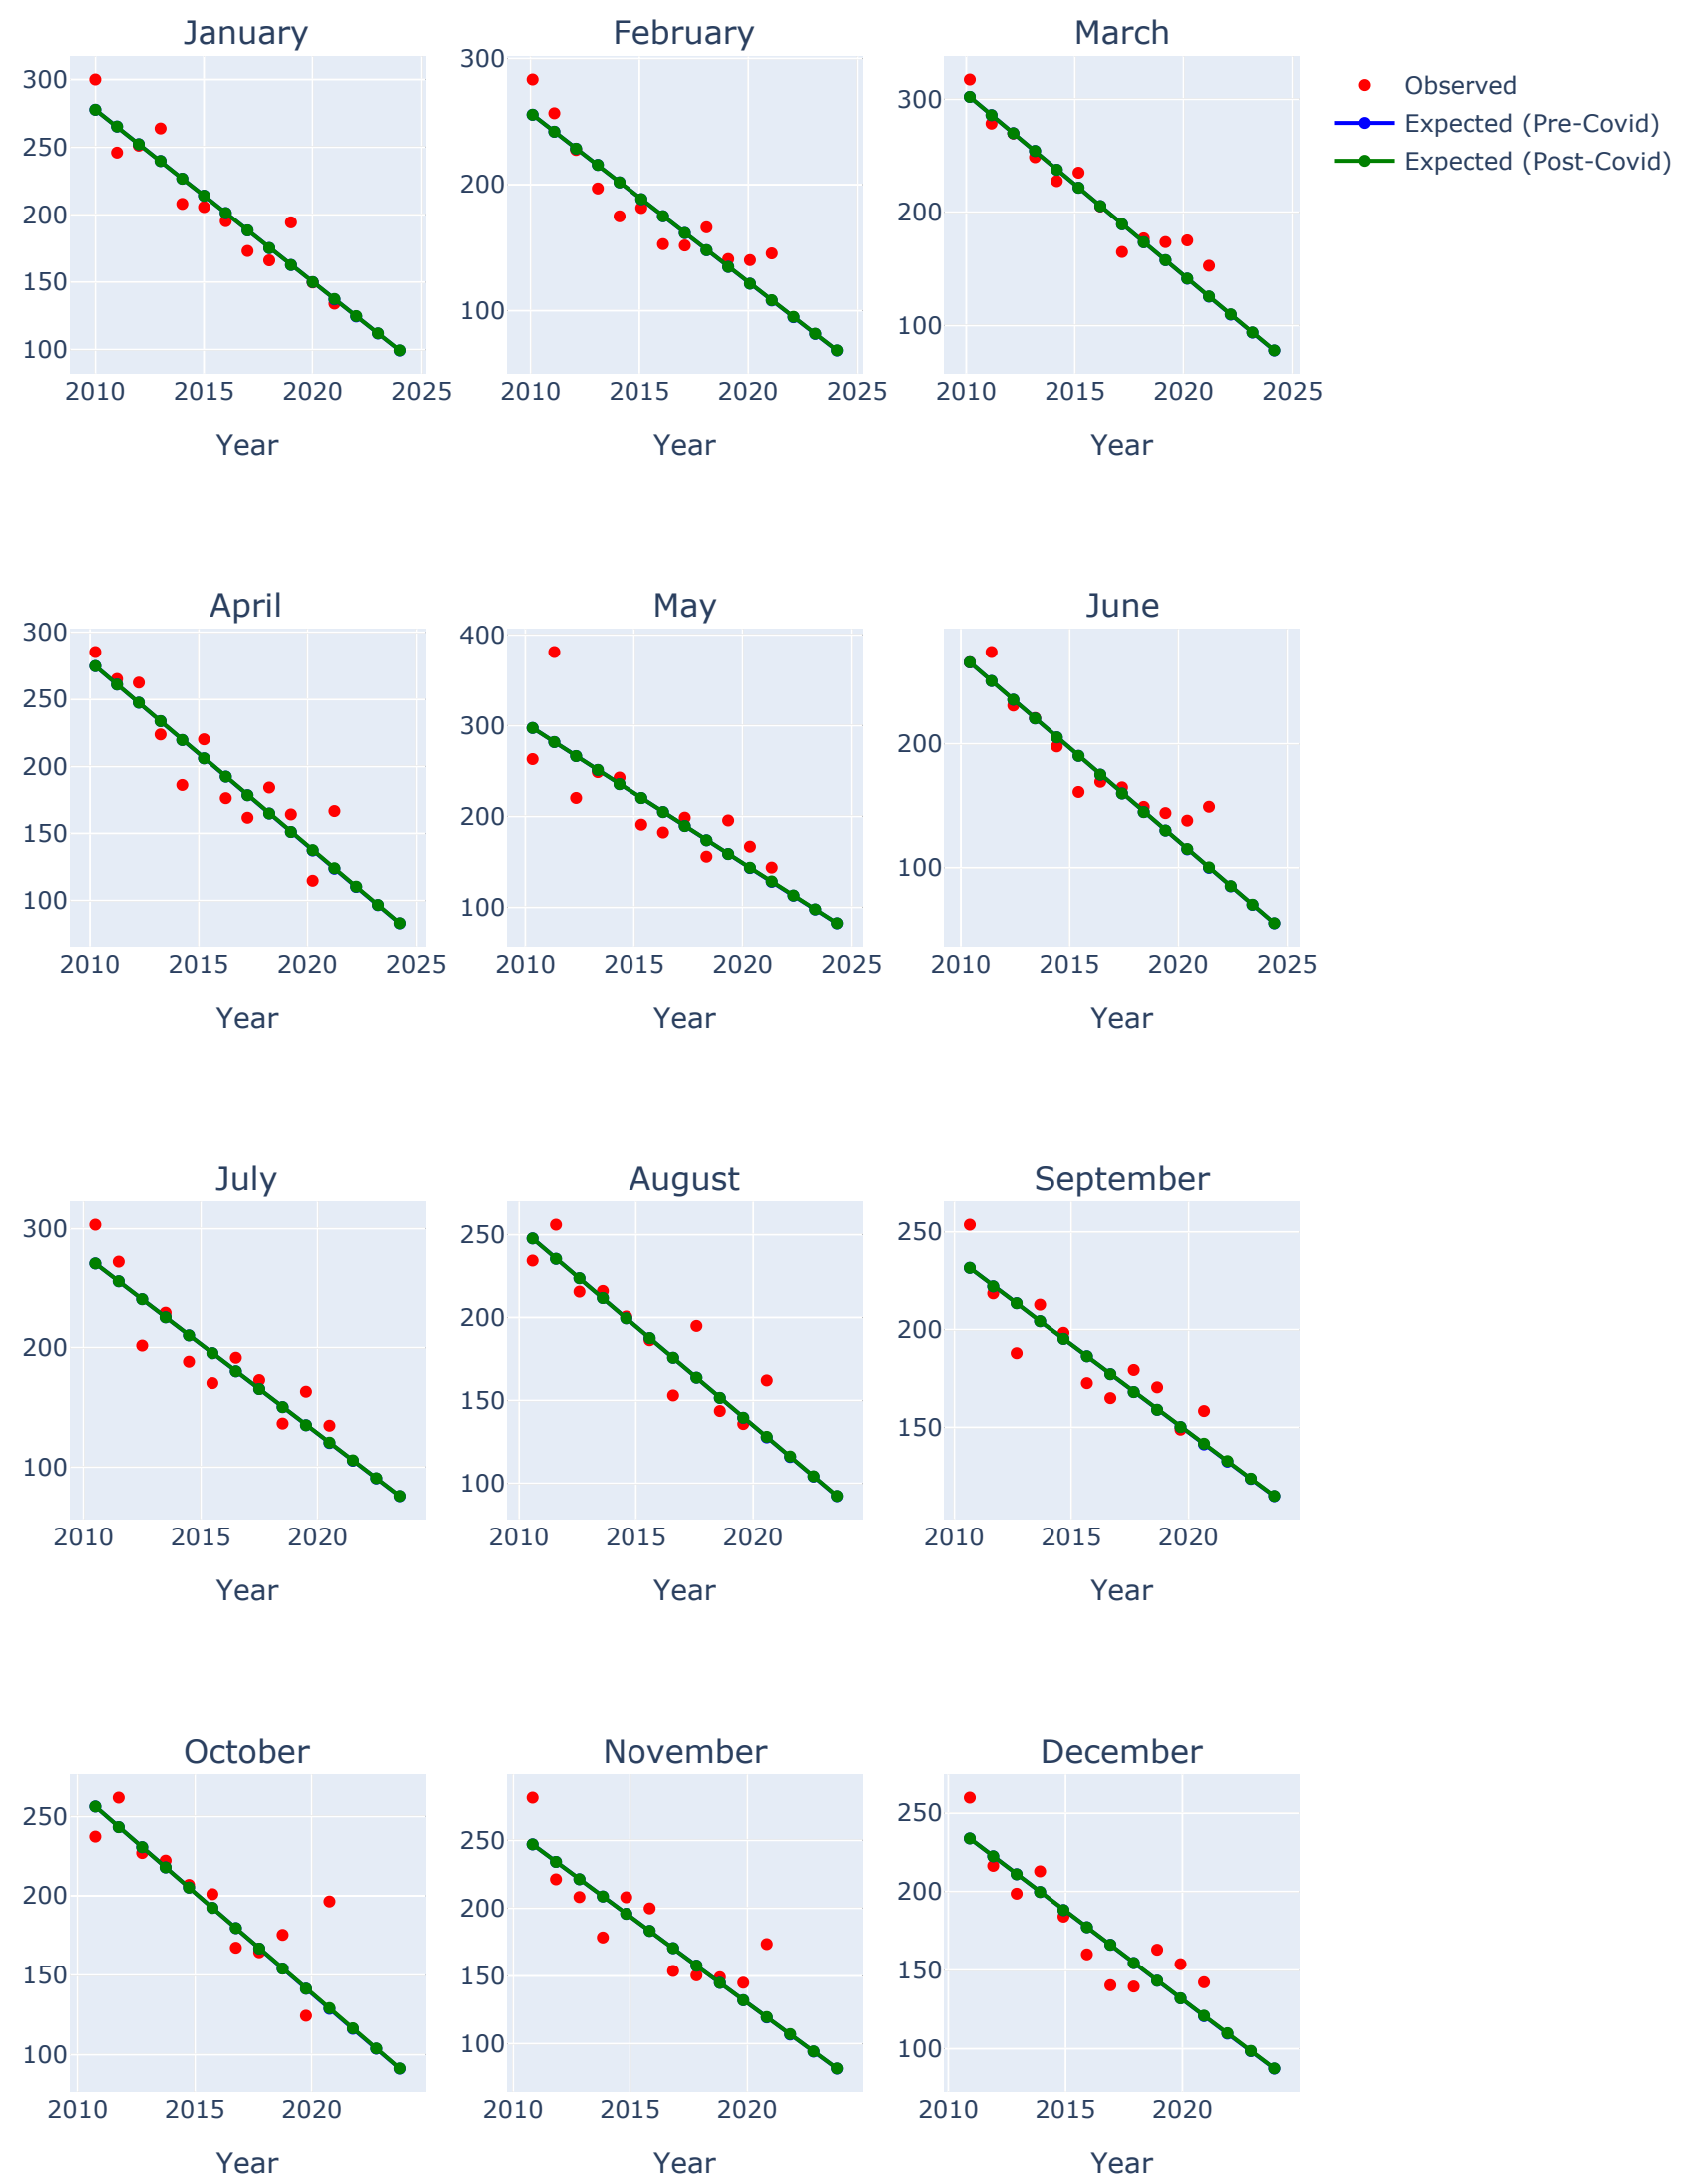 January February March
300
250
200
150
100
2010 2015 2020 2025
Year
300
200
100
2010 2015 2020 2025
Year
300
200
100
2010 2015 2020 2025
Year
Observed
Expected (Pre-Covid)
Expected (Post-Covid)
April May June
300
250
200
150
100
2010 2015 2020 2025
Year
400
300
200
100
2010 2015 2020 2025
Year
200
100
2010 2015 2020 2025
Year
July August September
300
200
100
2010 2015 2020
Year
250
200
150
100
2010 2015 2020
Year
250
200
150
2010 2015 2020
Year
October November December
250
200
150
100
2010 2015 2020
Year
250
200
150
100
2010 2015 2020
Year
250
200
150
100
2010 2015 2020
Year